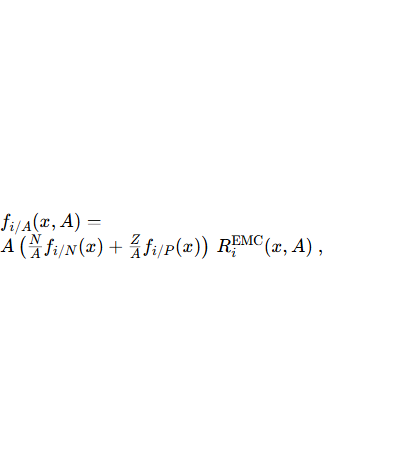 f_{i/A}(x, A) =
A \left( \frac{N}{A} f_{i/N}(x) + \frac{Z}{A} f_{i/P}(x) \right) R_i^{\mathrm{EMC}}(x, A) ,